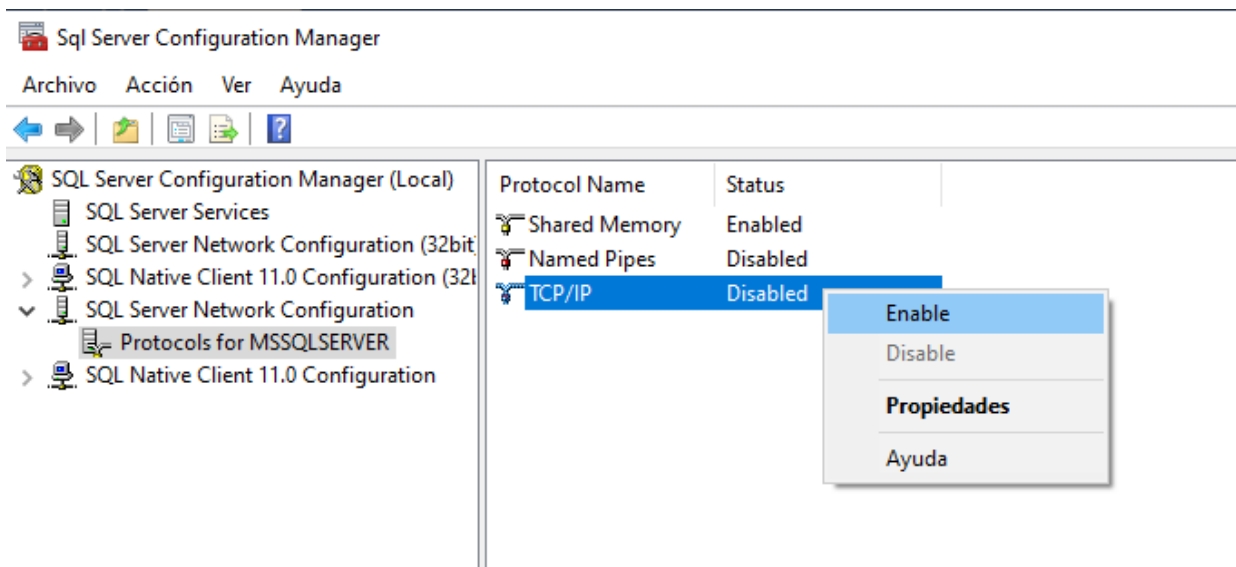 Sql Server Configuration Manager
Archivo Acción Ver Ayuda
SQL Server Configuration Manager (Local)
SQL Server Services
SQL Server Network Configuration (32bit
SQL Native Client 11.0 Configuration (32b
SQL Server Network Configuration
Protocols for MSSQLSERVER
SQL Native Client 11.0 Configuration
Protocol Name Status
Shared Memory Enabled
Named Pipes Disabled
TCP/IP Disabled
Enable
Disable
Propiedades
Ayuda